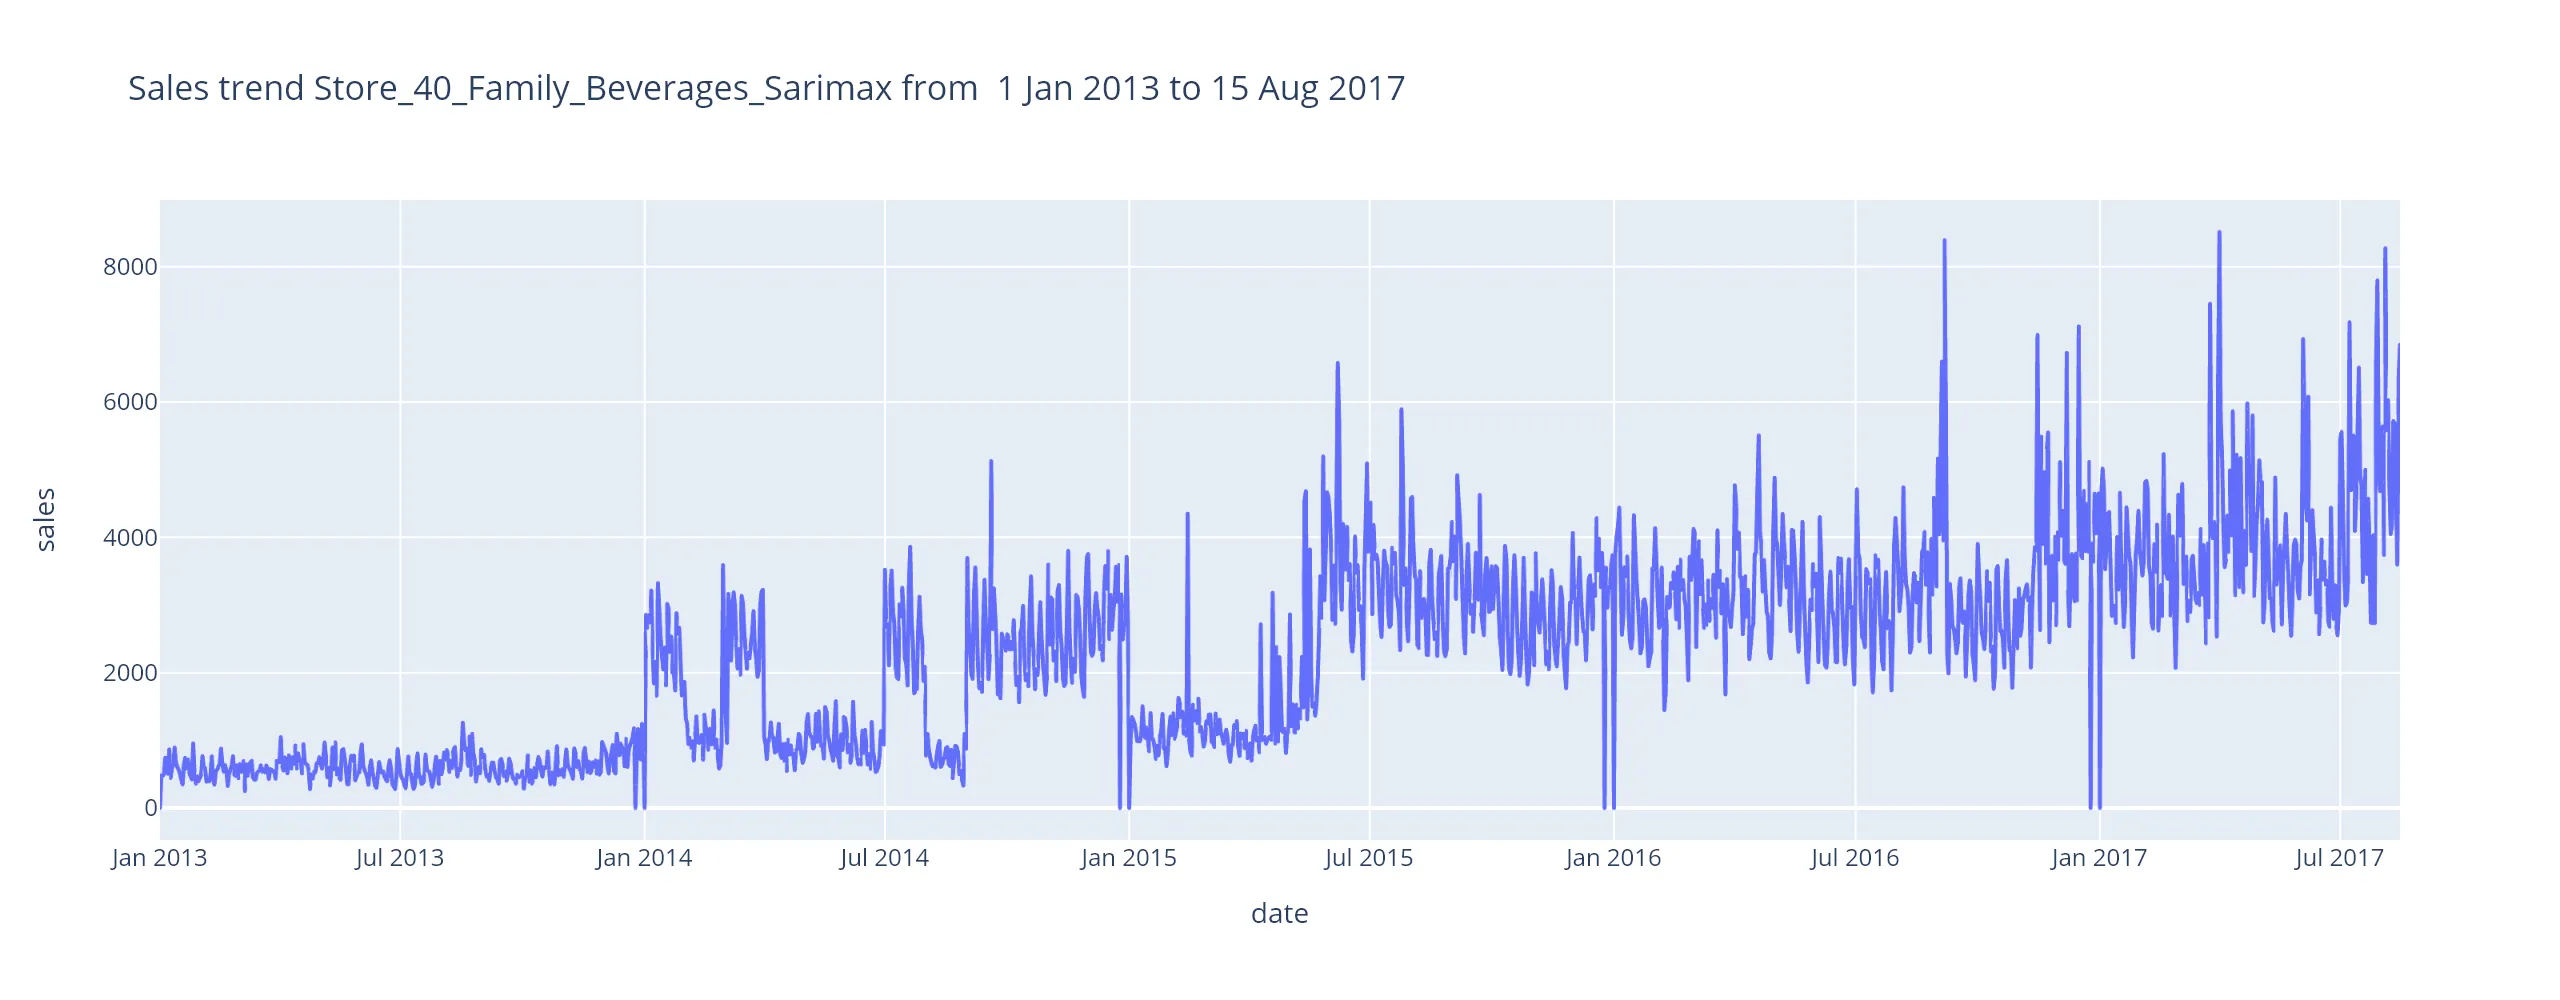 Sales trend Store_40_Family_Beverages_Sarimax from  1 Jan 2013 to 15 Aug 2017
sales
8000
6000
4000
2000
0
Jan 2013 Jul 2013 Jan 2014 Jul 2014 Jan 2015 Jul 2015 Jan 2016 Jul 2016 Jan 2017 Jul 2017
date